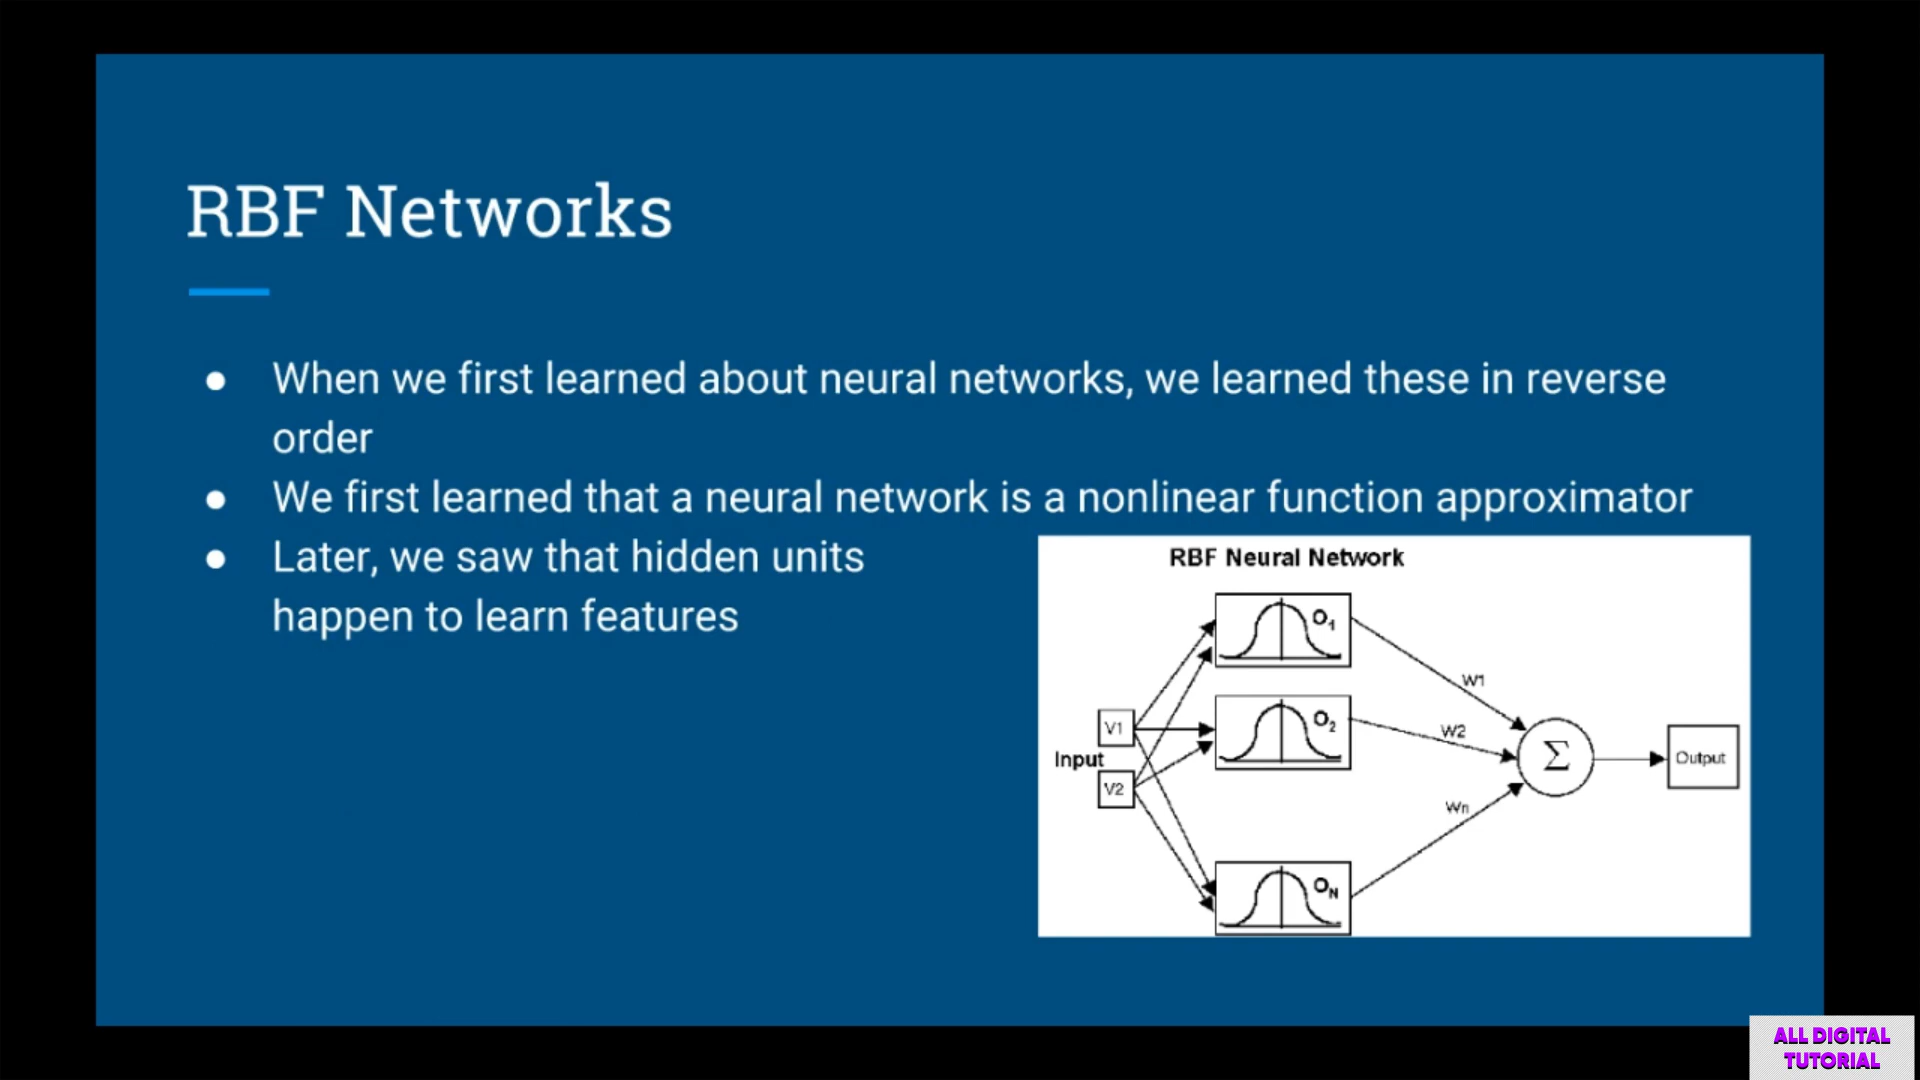 RBF Networks
● When we first learned about neural networks, we learned these in reverse
order
● We first learned that a neural network is a nonlinear function approximator
● Later, we saw that hidden units
happen to learn features
RBF Neural Network
O1
W1
O2
W2
V1
Input
Σ
Output
V2
Wn
ON
ALL DIGITAL
TUTORIAL